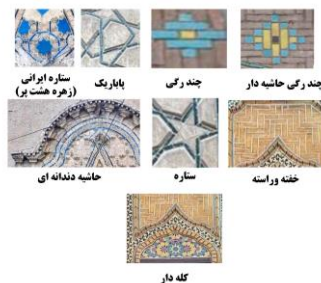 ستاره ایرانی
(زهره هشت پر)
پاباریک
چند رگی
چند رگی حاشیه دار
حاشیه دندانه ای
ستاره
خفته وراسته
کله دار